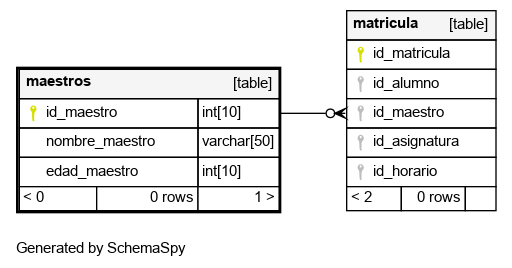 maestros [table]
id_maestro int[10]
nombre_maestro varchar[50]
edad_maestro int[10]
< 0 0 rows 1 >
matricula [table]
id_matricula
id_alumno
id_maestro
id_asignatura
id_horario
< 2 0 rows
Generated by SchemaSpy